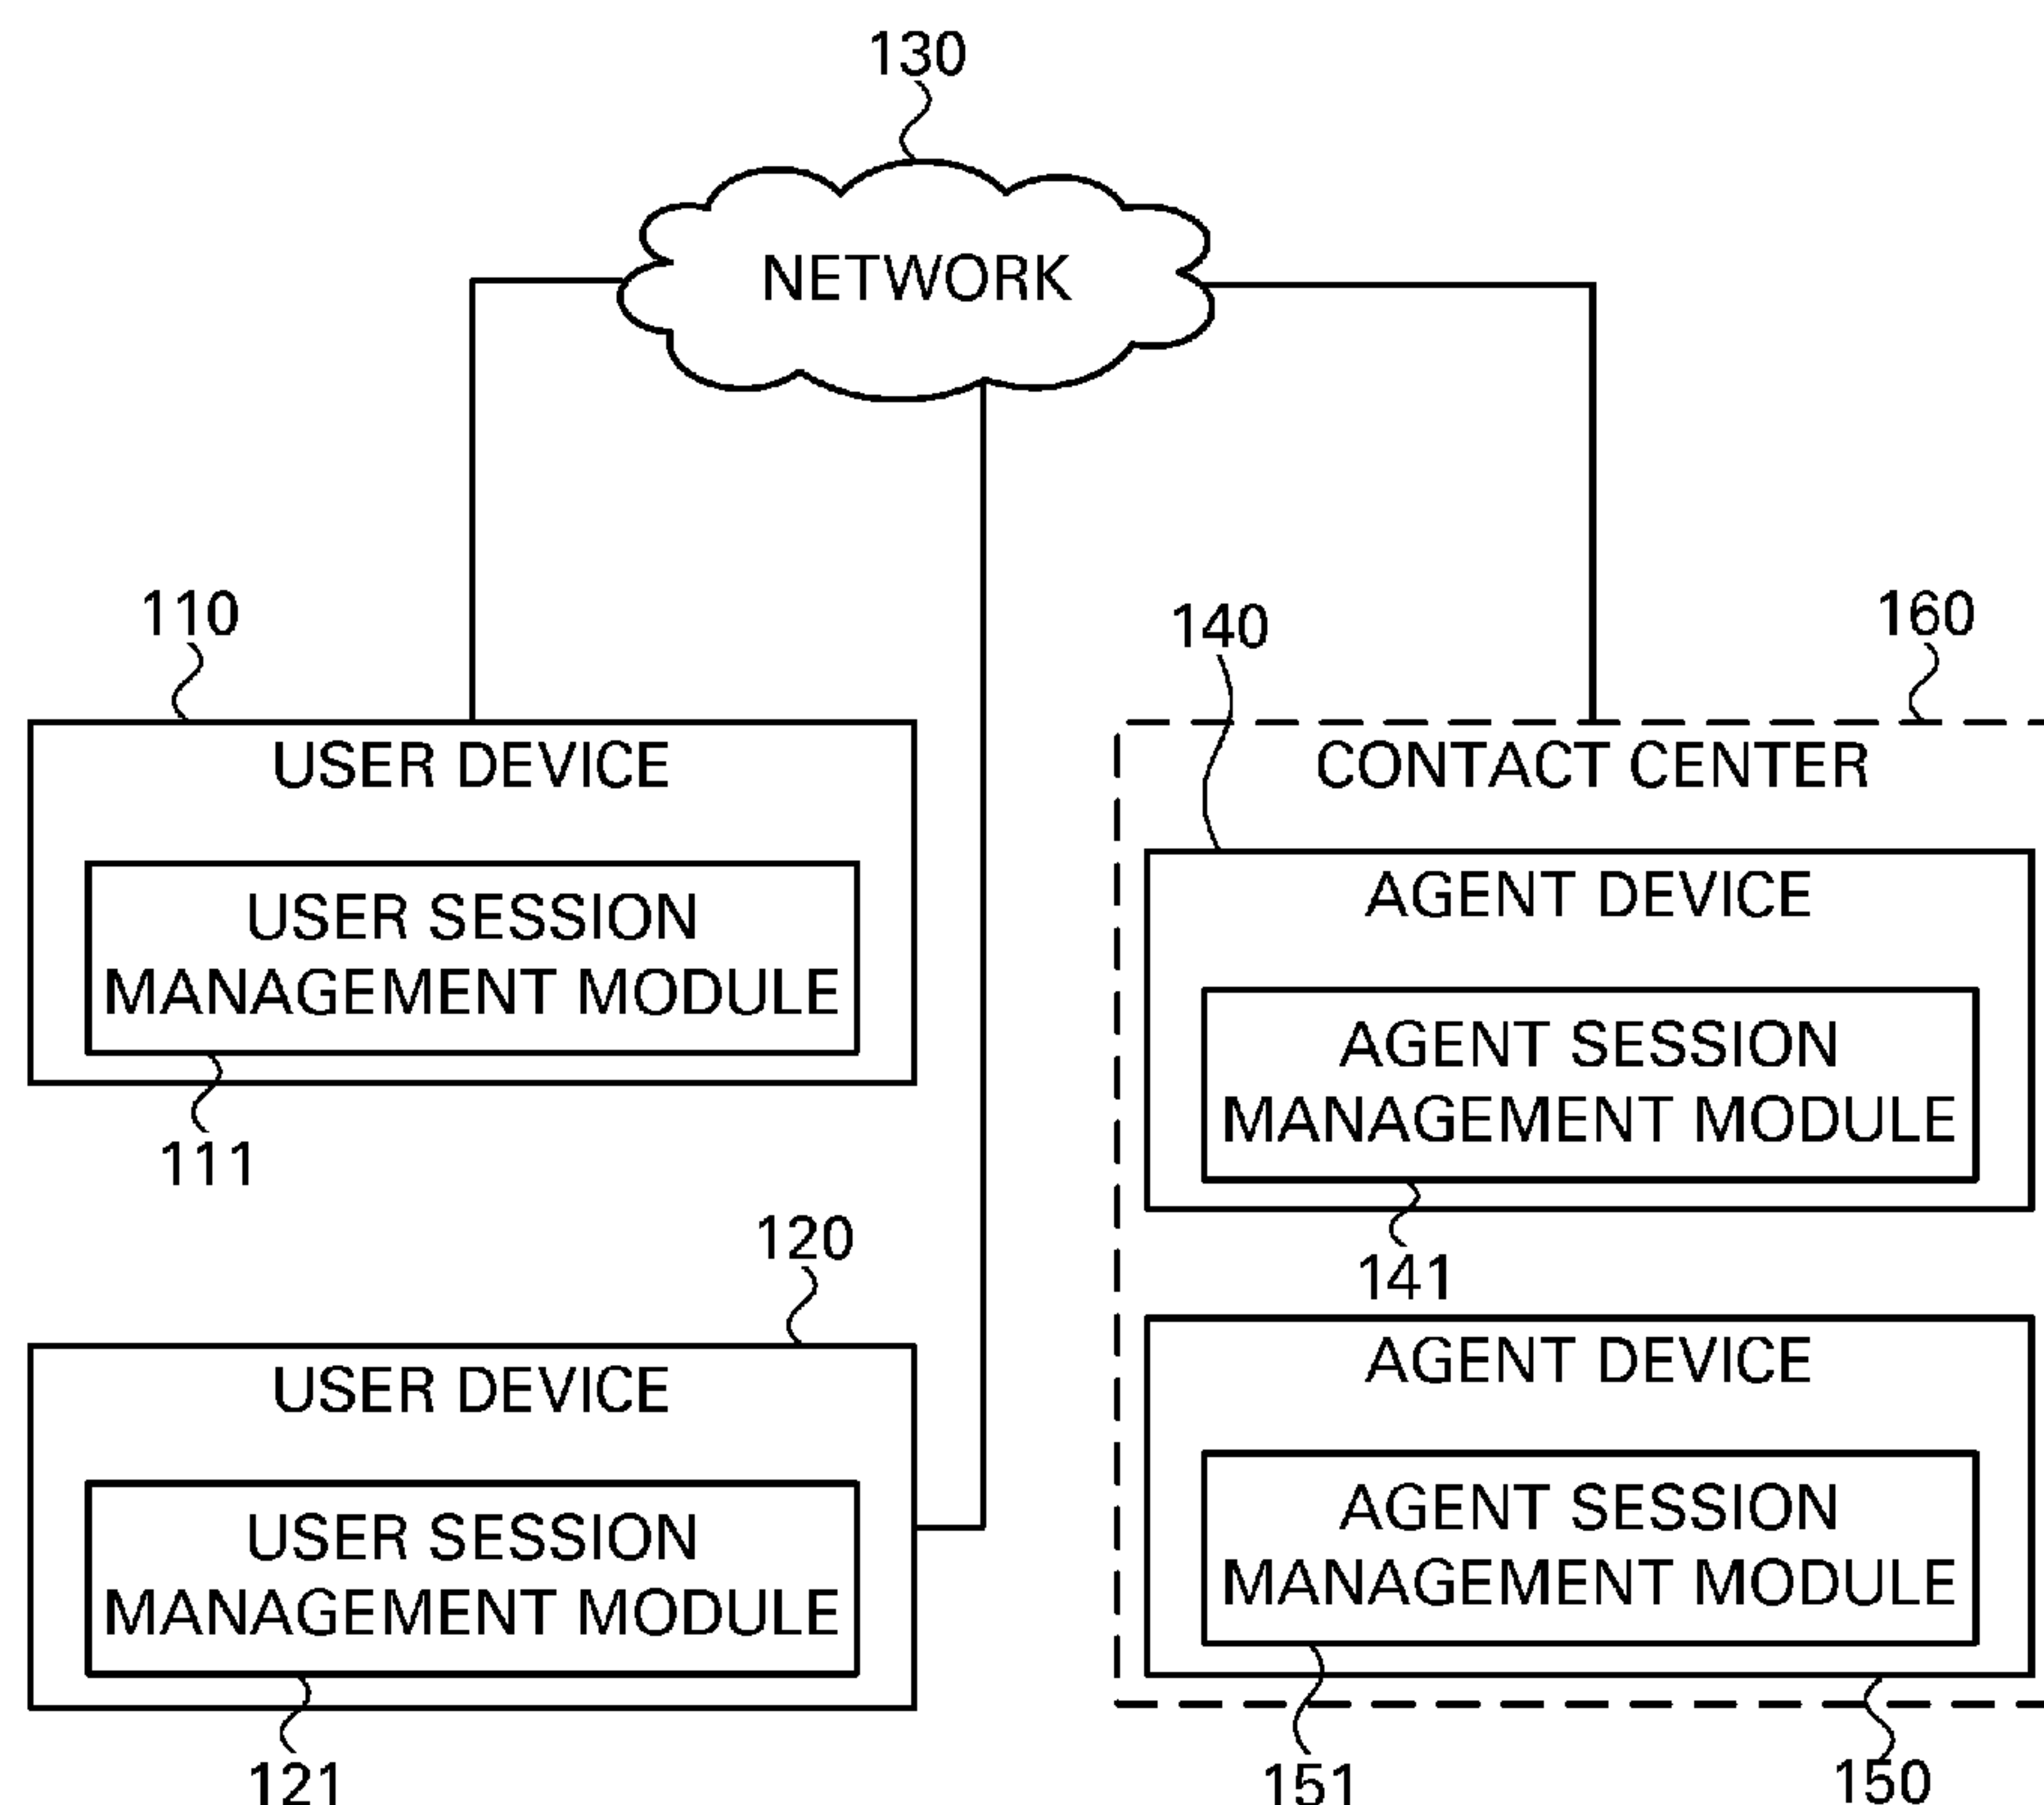 130
NETWORK
110
140
160
USER DEVICE
CONTACT CENTER
USER SESSION
MANAGEMENT MODULE
AGENT DEVICE
AGENT SESSION
MANAGEMENT MODULE
111
141
120
USER DEVICE
AGENT DEVICE
USER SESSION
MANAGEMENT MODULE
AGENT SESSION
MANAGEMENT MODULE
121
151
150